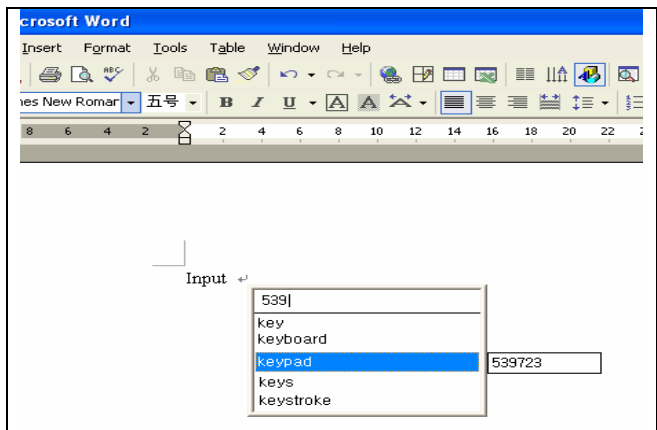 crosoft Word
Insert Format Tools Table Window Help
ABC
nes New Romar 五号 B I U A A
8 6 4 2 2 4 6 8 10 12 14 16 18 20 22
Input
539
key
keyboard
keypad 539723
keys
keystroke